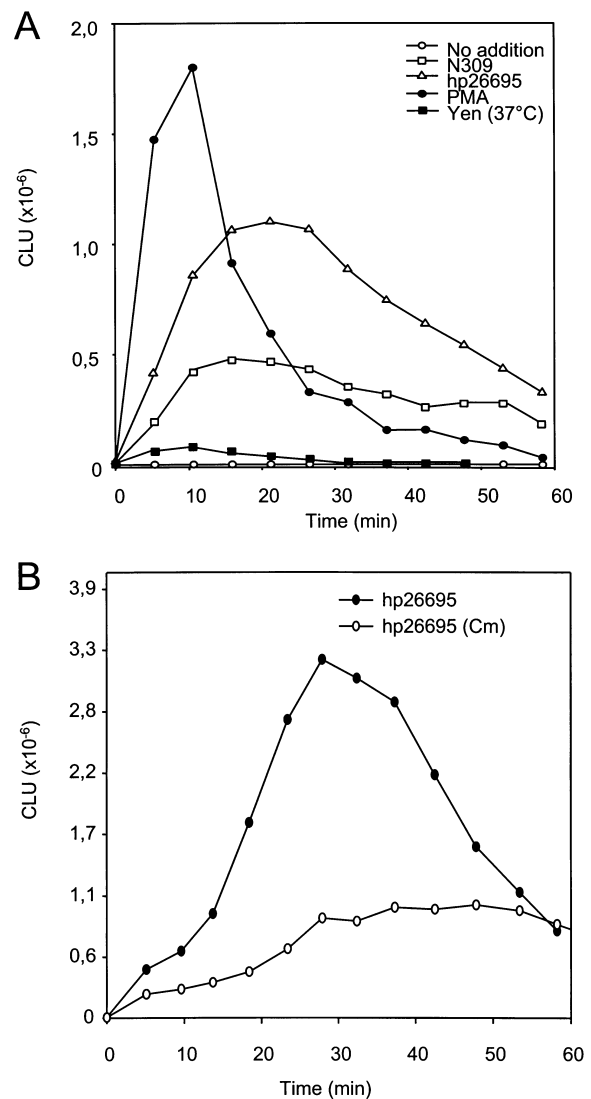 A
2,0
1,5
1,0
0,5
0
CLU (x10⁻⁶)
No addition
N309
hp26695
PMA
Yen (37°C)
0 10 20 30 40 50 60
Time (min)
B
3,9
3,3
2,8
2,2
1,7
1,1
0,6
0
CLU (x10⁻⁶)
hp26695
hp26695 (Cm)
0 10 20 30 40 50 60
Time (min)